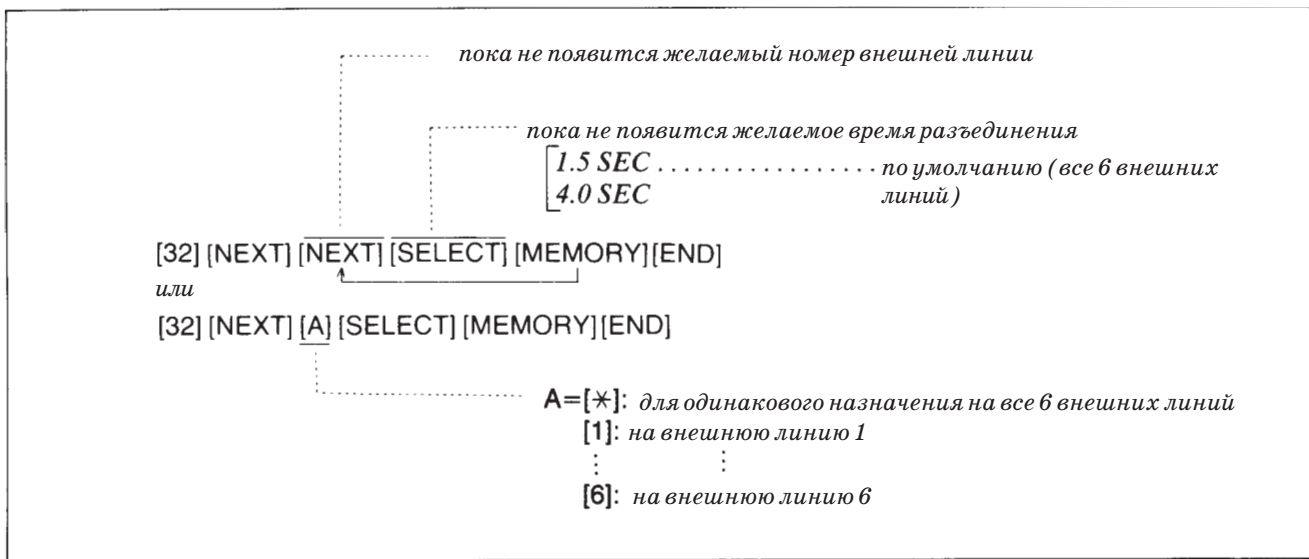 пока не появится желаемый номер внешней линии
пока не появится желаемое время разъединения
1.5 SEC . . . . . . . . . . . . . . . . . по умолчанию ( все 6 внешних
4.0 SEC линий )
[32] [NEXT] [NEXT] [SELECT] [MEMORY] [END]
или
[32] [NEXT] [A] [SELECT] [MEMORY] [END]
A=[✳]: для одинакового назначения на все 6 внешних линий
[1]: на внешнюю линию 1
[6]: на внешнюю линию 6